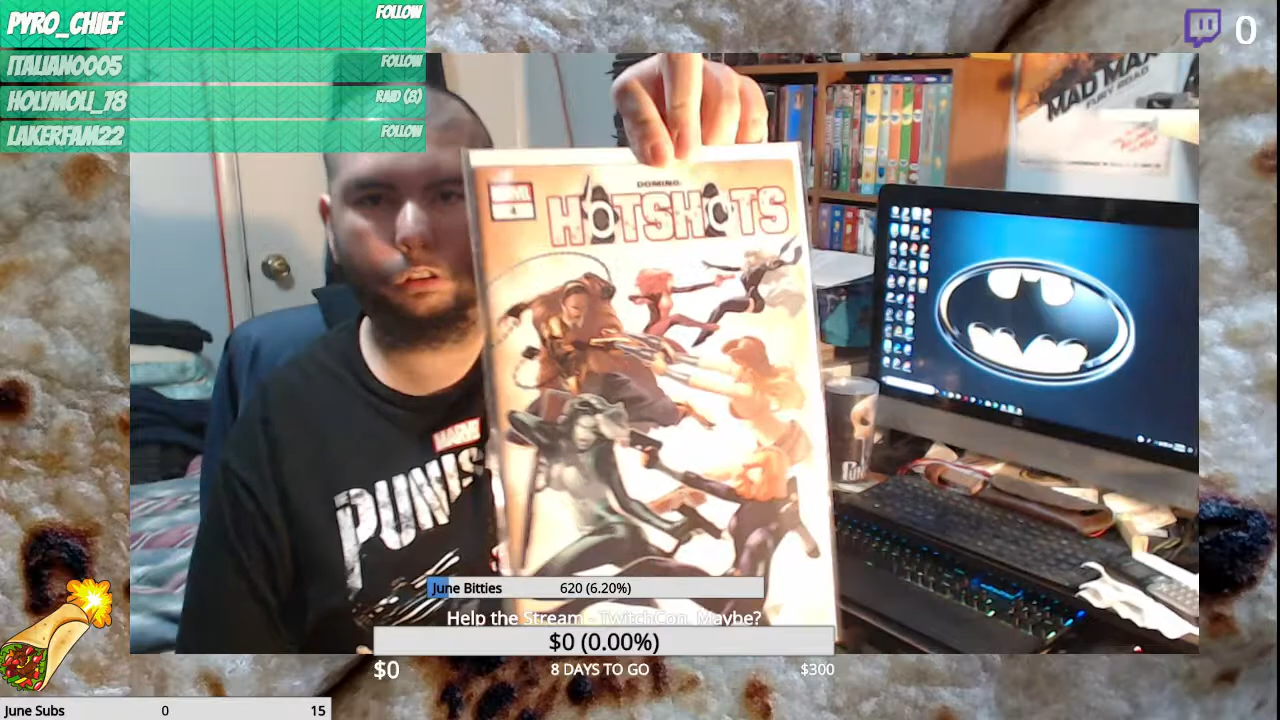 PYRO_CHIEF
FOLLOW
ITALIANO005
FOLLOW
HOLYMOLI_78
RAID (8)
LAKERFAM22
FOLLOW
0
MAD MAX
FURY ROAD
MARVEL
4
DOMINO:
HOTSHOTS
MARV
PUNIS
June Bitties
620 (6.20%)
Help the Stream - TwitchCon, Maybe?
$0 (0.00%)
$0
8 DAYS TO GO
$300
June Subs
0
15